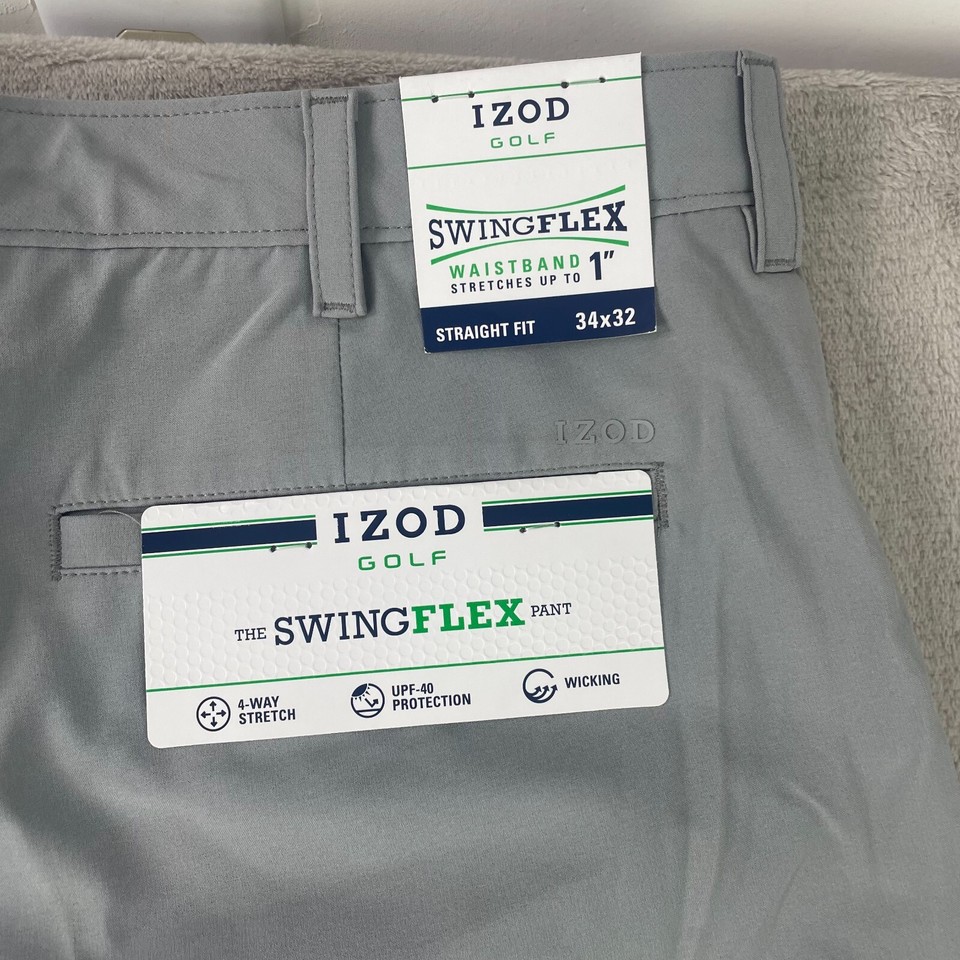 IZOD
GOLF
SWINGFLEX
WAISTBAND
STRETCHES UP TO 1"
STRAIGHT FIT 34x32
IZOD
IZOD
GOLF
THE SWINGFLEX PANT
4-WAY
STRETCH
UPF-40
PROTECTION
WICKING